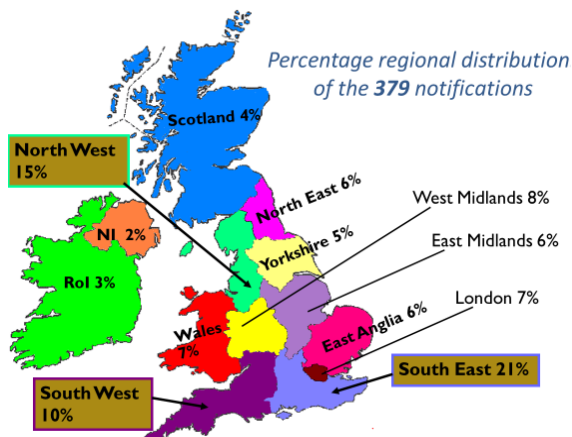 Percentage regional distribution
of the 379 notifications
Scotland 4%
North West
15%
North East 6%
West Midlands 8%
NI 2%
Yorkshire 5%
East Midlands 6%
RoI 3%
London 7%
Wales
7%
East Anglia 6%
South East 21%
South West
10%